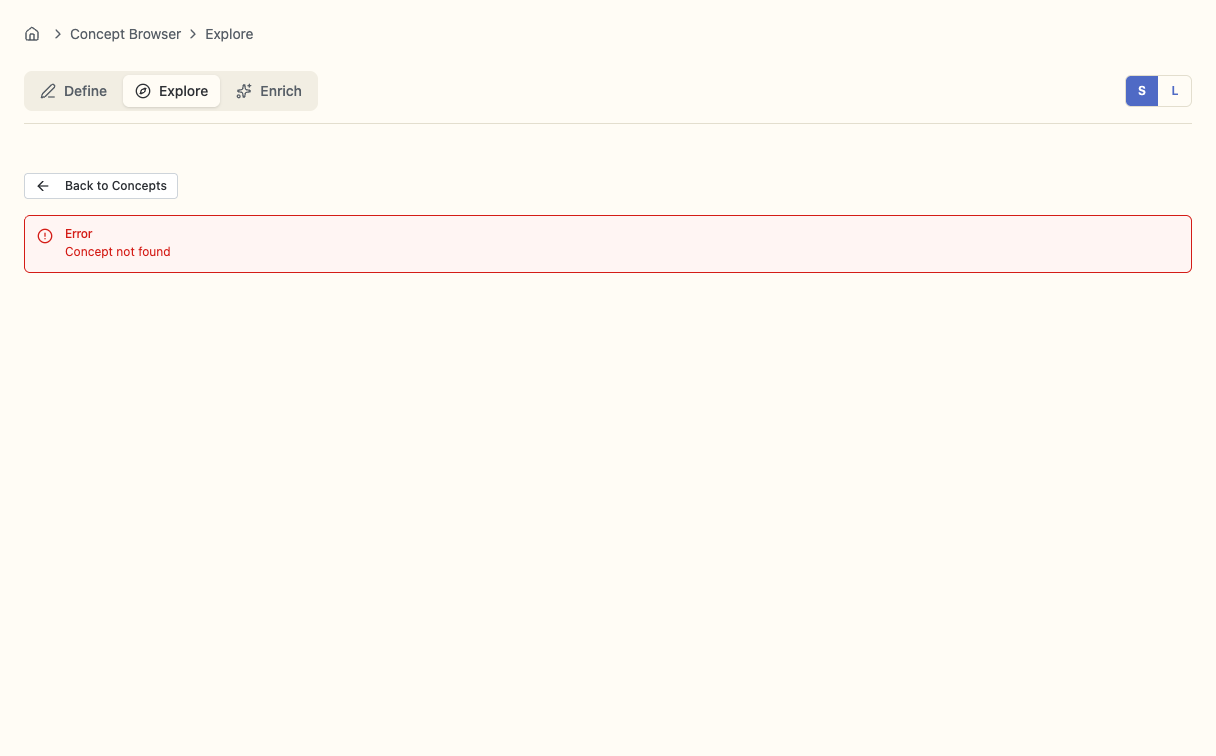 Concept Browser Explore
Define Explore Enrich S L
Back to Concepts
Error
Concept not found